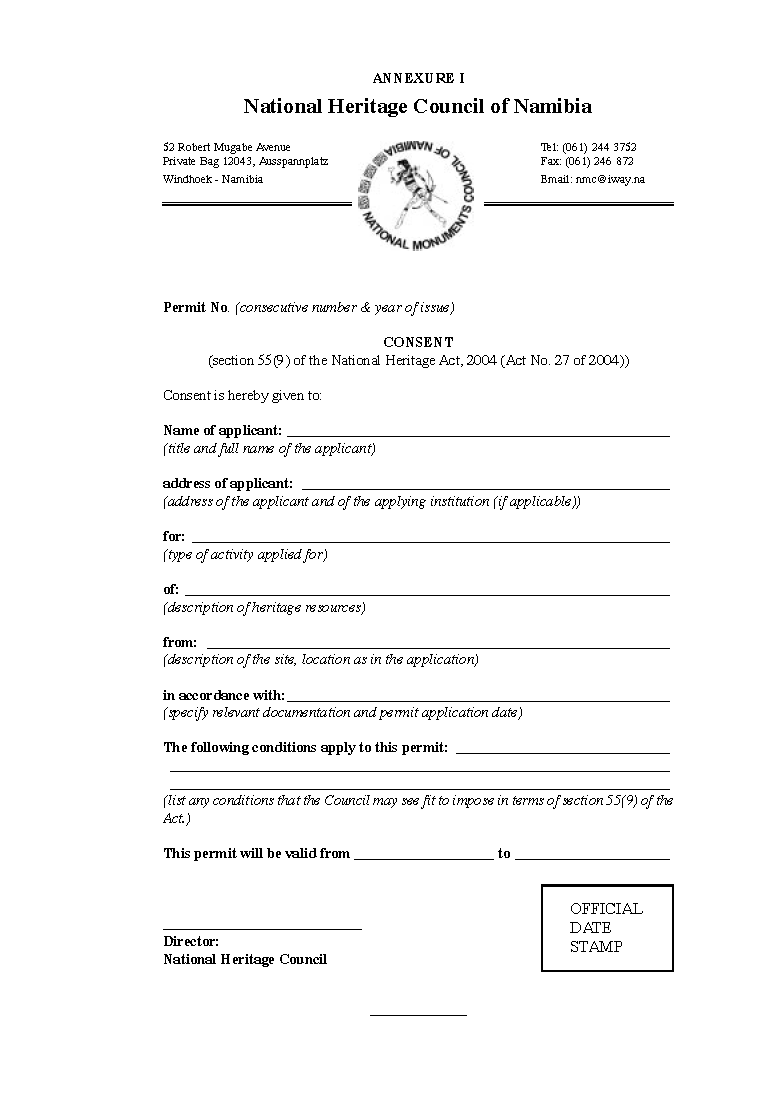 ANNEXURE I
National Heritage Council of Namibia
52 Robert Mugabe Avenue
Private Bag 12043, Ausspannplatz
Windhoek - Namibia
NATIONAL MONUMENTS COUNCIL OF NAMIBIA
Tel: (061) 244 3752
Fax: (061) 246 872
Email: nmc@iway.na
Permit No. (consecutive number & year of issue)
CONSENT
(section 55(9) of the National Heritage Act, 2004 (Act No. 27 of 2004))
Consent is hereby given to:
Name of applicant:
(title and full name of the applicant)
address of applicant:
(address of the applicant and of the applying institution (if applicable))
for:
(type of activity applied for)
of:
(description of heritage resources)
from:
(description of the site, location as in the application)
in accordance with:
(specify relevant documentation and permit application date)
The following conditions apply to this permit:
(list any conditions that the Council may see fit to impose in terms of section 55(9) of the
Act.)
This permit will be valid from ____________________ to ______________________
OFFICIAL
DATE
STAMP
Director:
National Heritage Council